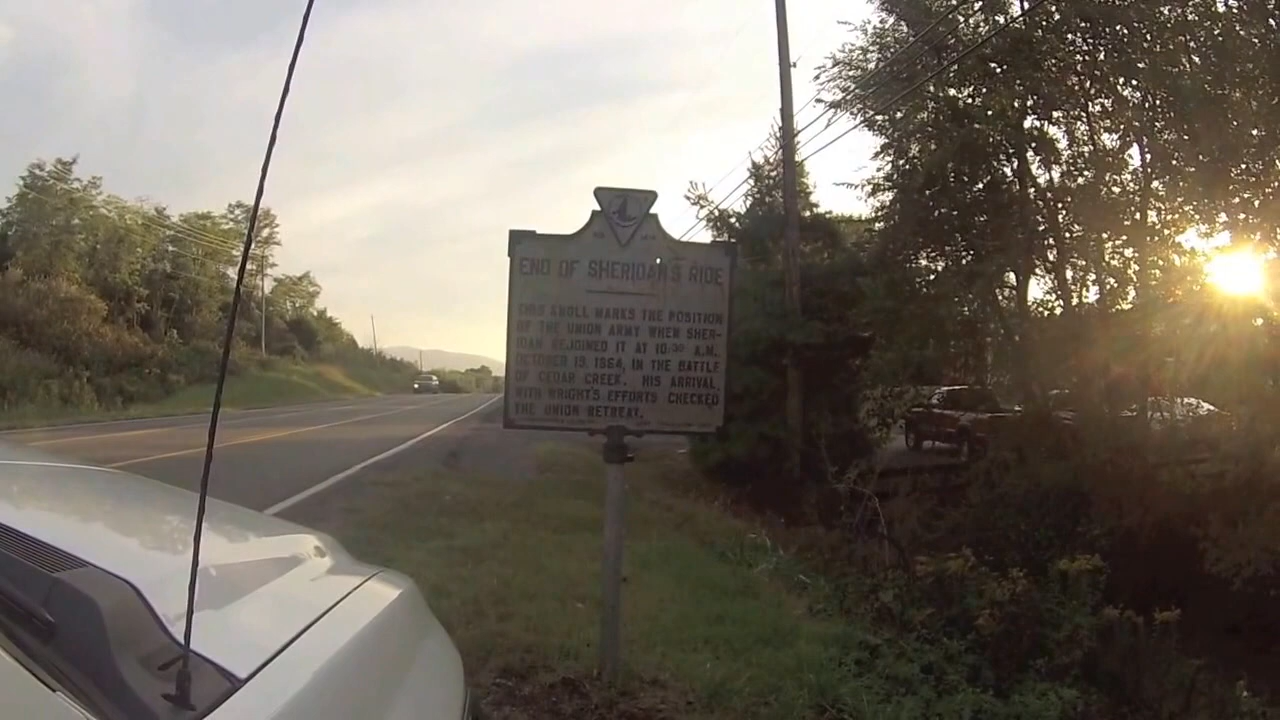 END OF SHERIDAN'S RIDE
THIS KNOLL MARKS THE POSITION
OF THE UNION ARMY WHEN SHER-
IDAN REJOINED IT AT 10:30 A.M.,
OCTOBER 19, 1864, IN THE BATTLE
OF CEDAR CREEK. HIS ARRIVAL,
WITH WRIGHT'S EFFORTS CHECKED
THE UNION RETREAT.